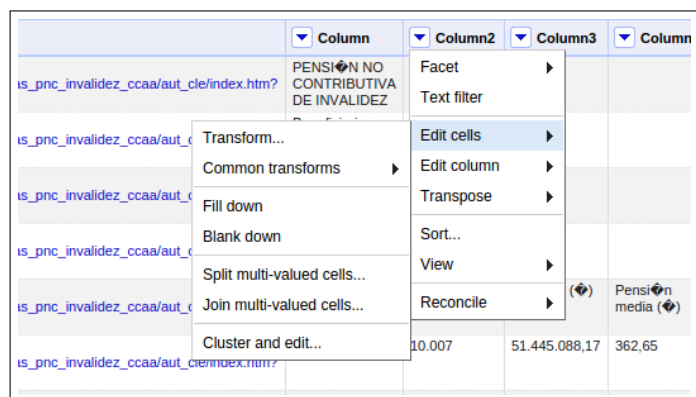 Column
Column2
Column3
Column
as_pnc_invalidez_ccaa/aut_cle/index.htm?
PENSI�N NO
CONTRIBUTIVA
DE INVALIDEZ
Facet
Text filter
Edit cells
Edit column
Transpose
Sort...
View
Reconcile
as_pnc_invalidez_ccaa/aut_c
Transform...
Common transforms
as_pnc_invalidez_ccaa/aut_c
Fill down
Blank down
as_pnc_invalidez_ccaa/aut_c
Split multi-valued cells...
Join multi-valued cells...
as_pnc_invalidez_ccaa/aut_c
Cluster and edit...
(�)
Pensi�n
media (�)
as_pnc_invalidez_ccaa/aut_cle/index.htm?
10.007
51.445.088,17
362,65